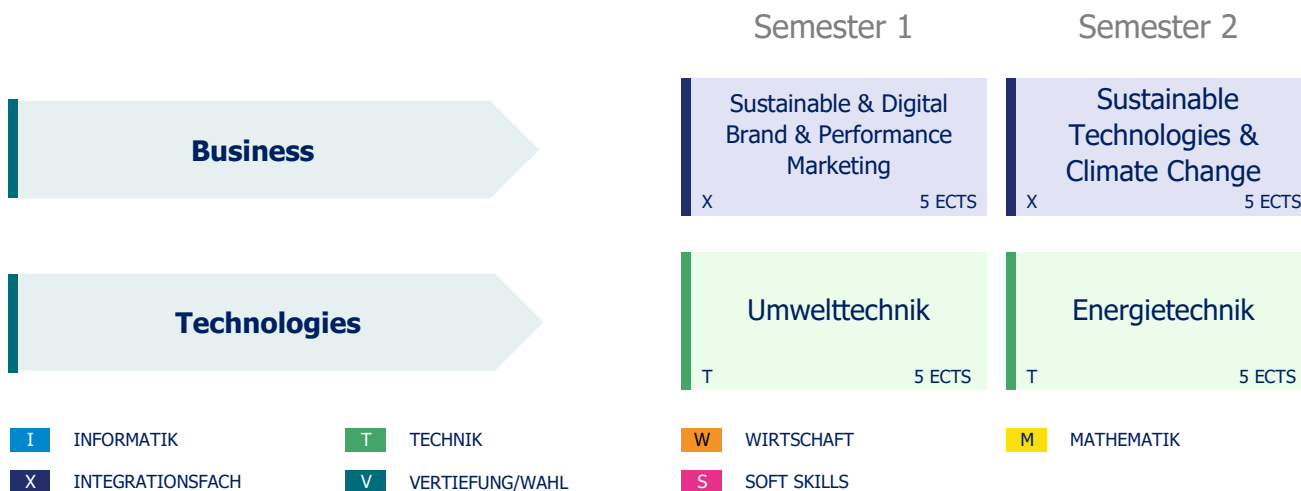 Semester 1
Semester 2
Business
Sustainable & Digital
Brand & Performance
Marketing
X 5 ECTS
Sustainable
Technologies &
Climate Change
X 5 ECTS
Technologies
Umwelttechnik
T 5 ECTS
Energietechnik
T 5 ECTS
I INFORMATIK
T TECHNIK
W WIRTSCHAFT
M MATHEMATIK
X INTEGRATIONSFACH
V VERTIEFUNG/WAHL
S SOFT SKILLS